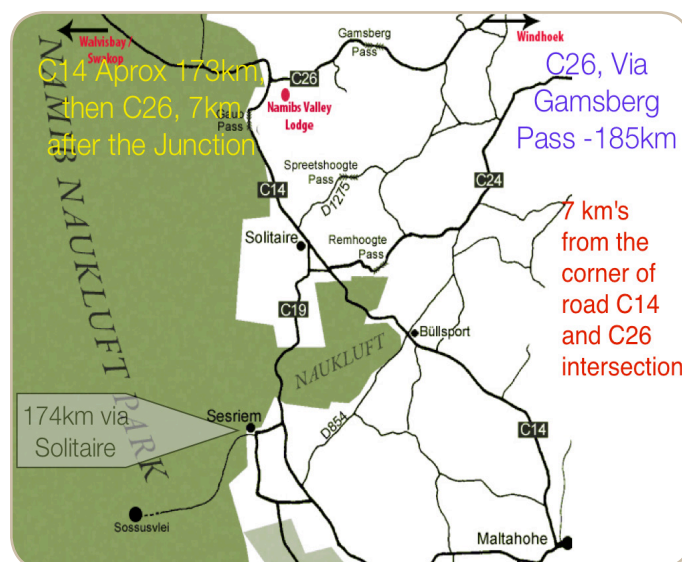 Walvisbay /
Swakop
Windhoek
Gamsberg
Pass
C14 Aprox 173km,
then C26, 7km
after the Junction
C26
Namibs Valley
Lodge
Gaub
Pass
C26, Via
Gamsberg
Pass -185km
NAMIB NAUKLUFT PARK
Spreetshoogte
Pass
D1275
C14
C24
Solitaire
Remhoogte
Pass
7 km's
from the
corner of
road C14
and C26
intersection
C19
NAUKLUFT
Büllsport
174km via
Solitaire
Sesriem
D854
C14
Sossusvlei
Maltahohe